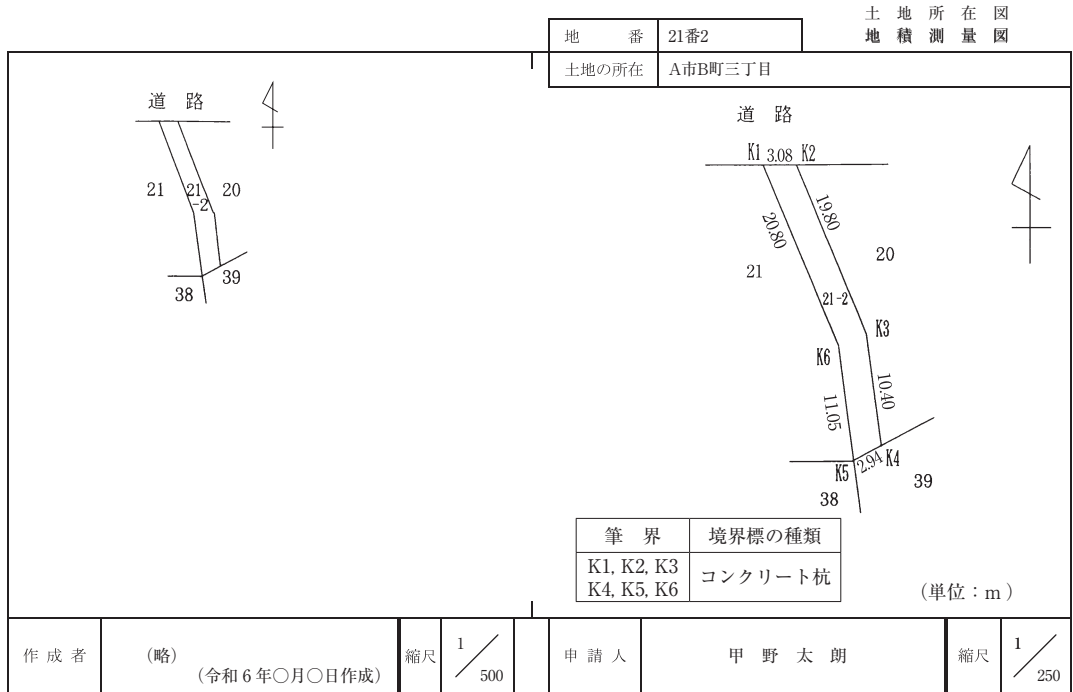 土地所在図
地積測量図
地番 21番2
土地の所在 A市B町三丁目
道路
21
21
-2
20
39
38
道路
K1 3.08 K2
19.80
20.80
20
21
21-2
K3
K6
10.40
11.05
2.94
K4
K5
39
38
筆界 境界標の種類
K1, K2, K3
K4, K5, K6
コンクリート杭
(単位：m)
作成者 (略)
(令和6年○月○日作成)
縮尺 1/500
申請人 甲野太朗
縮尺 1/250